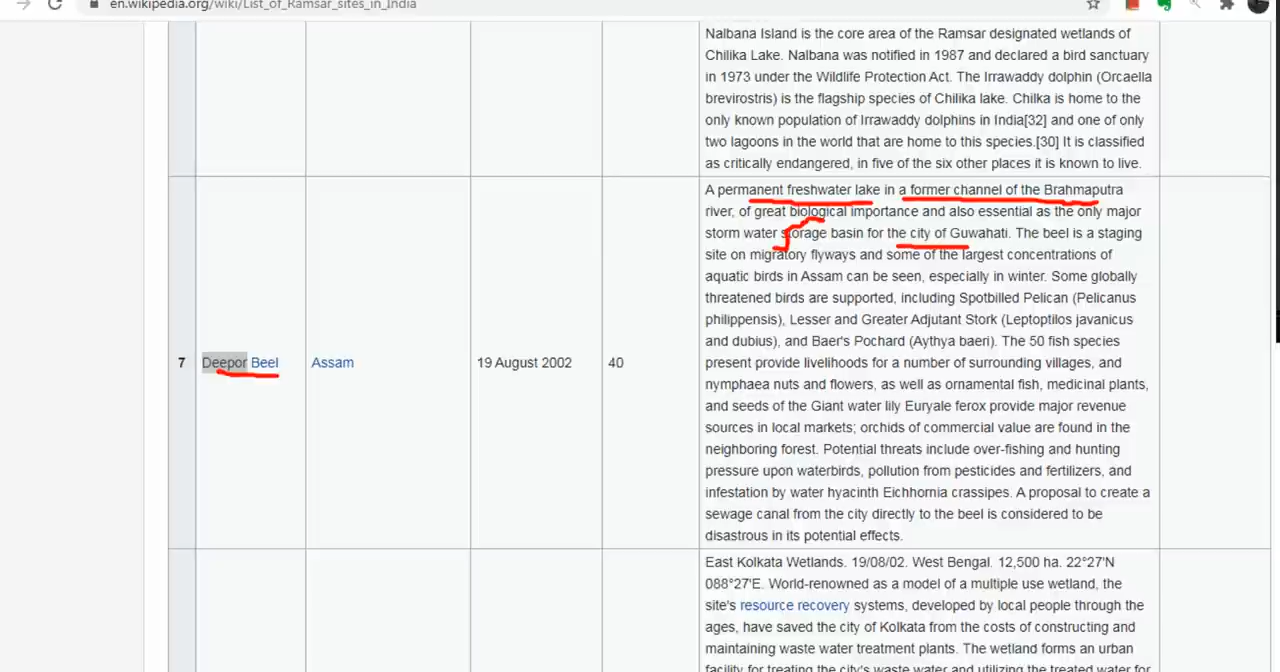 en.wikipedia.org/wiki/List_of_Ramsar_sites_in_India
Nalbana Island is the core area of the Ramsar designated wetlands of
Chilika Lake. Nalbana was notified in 1987 and declared a bird sanctuary
in 1973 under the Wildlife Protection Act. The Irrawaddy dolphin (Orcaella
brevirostris) is the flagship species of Chilika lake. Chilka is home to the
only known population of Irrawaddy dolphins in India[32] and one of only
two lagoons in the world that are home to this species.[30] It is classified
as critically endangered, in five of the six other places it is known to live.
7
Deepor Beel
Assam
19 August 2002
40
A permanent freshwater lake in a former channel of the Brahmaputra
river, of great biological importance and also essential as the only major
storm water storage basin for the city of Guwahati. The beel is a staging
site on migratory flyways and some of the largest concentrations of
aquatic birds in Assam can be seen, especially in winter. Some globally
threatened birds are supported, including Spotbilled Pelican (Pelicanus
philippensis), Lesser and Greater Adjutant Stork (Leptoptilos javanicus
and dubius), and Baer's Pochard (Aythya baeri). The 50 fish species
present provide livelihoods for a number of surrounding villages, and
nymphaea nuts and flowers, as well as ornamental fish, medicinal plants,
and seeds of the Giant water lily Euryale ferox provide major revenue
sources in local markets; orchids of commercial value are found in the
neighboring forest. Potential threats include over-fishing and hunting
pressure upon waterbirds, pollution from pesticides and fertilizers, and
infestation by water hyacinth Eichhornia crassipes. A proposal to create a
sewage canal from the city directly to the beel is considered to be
disastrous in its potential effects.
East Kolkata Wetlands. 19/08/02. West Bengal. 12,500 ha. 22°27'N
088°27'E. World-renowned as a model of a multiple use wetland, the
site's resource recovery systems, developed by local people through the
ages, have saved the city of Kolkata from the costs of constructing and
maintaining waste water treatment plants. The wetland forms an urban
facility for treating the city's waste water and utilizing the treated water for